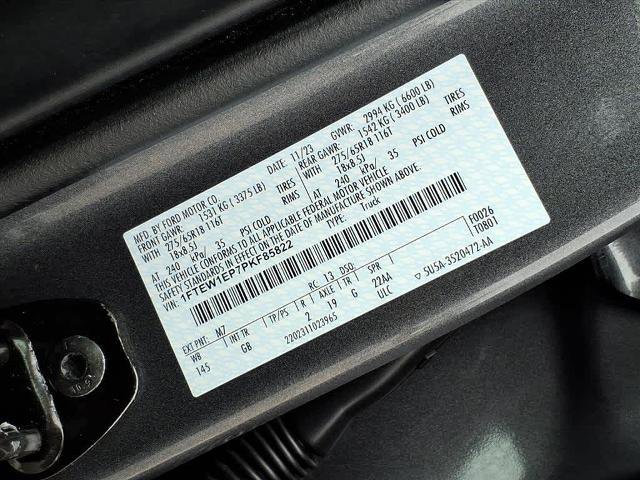 MFD. BY FORD MOTOR CO.
DATE: 11/23 GVWR: 2994 KG ( 6600 LB)
FRONT GAWR: 1531 KG ( 3375 LB) REAR GAWR: 1542 KG ( 3400 LB)
275/65R18 116T TIRES WITH 275/65R18 116T TIRES
18x8.5J RIMS 18x8.5J RIMS
AT 240 kPa/ 35 PSI COLD AT 240 kPa/ 35 PSI COLD
THIS VEHICLE CONFORMS TO ALL APPLICABLE FEDERAL MOTOR VEHICLE
SAFETY STANDARDS IN EFFECT ON THE DATE OF MANUFACTURE SHOWN ABOVE.
VIN: 1FTEW1EP7PKF85822 TYPE: Truck
F0026
T0801
EXT PNT: M7 RC: 13 DSO:
WB INT TR TP/PS R AXLE TR SPR
145 GB 2 19 G 22AA
2202311023965 ULC
SU5A-3520472-AA